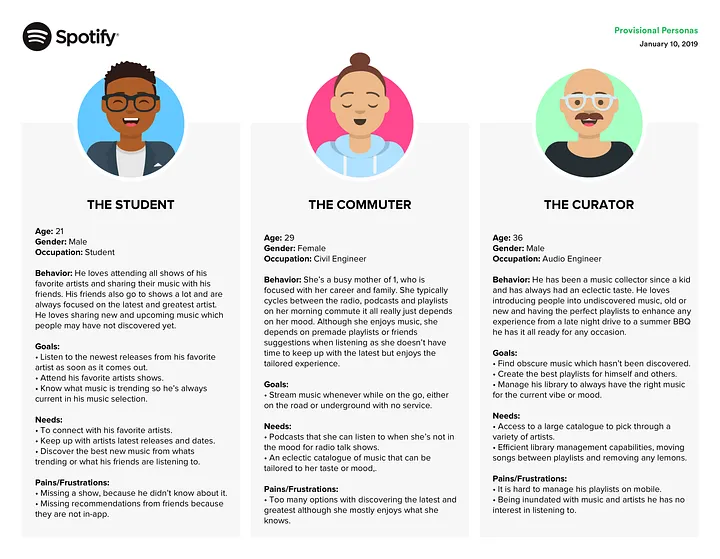 Spotify
Provisional Personas
January 10, 2019
THE STUDENT
Age: 21
Gender: Male
Occupation: Student
Behavior: He loves attending all shows of his
favorite artists and sharing their music with his
friends. His friends also go to shows a lot and are
always focused on the latest and greatest artist.
He loves sharing new and upcoming music which
people may have not discovered yet.
Goals:
• Listen to the newest releases from his favorite
artist as soon as it comes out.
• Attend his favorite artists shows.
• Know what music is trending so he's always
current in his music selection.
Needs:
• To connect with his favorite artists.
• Keep up with artists latest releases and dates.
• Discover the best new music from whats
trending or what his friends are listening to.
Pains/Frustrations:
• Missing a show, because he didn't know about it.
• Missing recommendations from friends because
they are not in-app.
THE COMMUTER
Age: 29
Gender: Female
Occupation: Civil Engineer
Behavior: She's a busy mother of 1, who is
focused with her career and family. She typically
cycles between the radio, podcasts and playlists
on her morning commute it all really just depends
on her mood. Although she enjoys music, she
depends on premade playlists or friends
suggestions when listening as she doesn't have
time to keep up with the latest but enjoys the
tailored experience.
Goals:
• Stream music whenever while on the go, either
on the road or underground with no service.
Needs:
• Podcasts that she can listen to when she's not in
the mood for radio talk shows.
• An eclectic catalogue of music that can be
tailored to her taste or mood,.
Pains/Frustrations:
• Too many options with discovering the latest and
greatest although she mostly enjoys what she
knows.
THE CURATOR
Age: 36
Gender: Male
Occupation: Audio Engineer
Behavior: He has been a music collector since a kid
and has always had an eclectic taste. He loves
introducing people into undiscovered music, old or
new and having the perfect playlists to enhance any
experience from a late night drive to a summer BBQ
he has it all ready for any occasion.
Goals:
• Find obscure music which hasn't been discovered.
• Create the best playlists for himself and others.
• Manage his library to always have the right music
for the current vibe or mood.
Needs:
• Access to a large catalogue to pick through a
variety of artists.
• Efficient library management capabilities, moving
songs between playlists and removing any lemons.
Pains/Frustrations:
• It is hard to manage his playlists on mobile.
• Being inundated with music and artists he has no
interest in listening to.